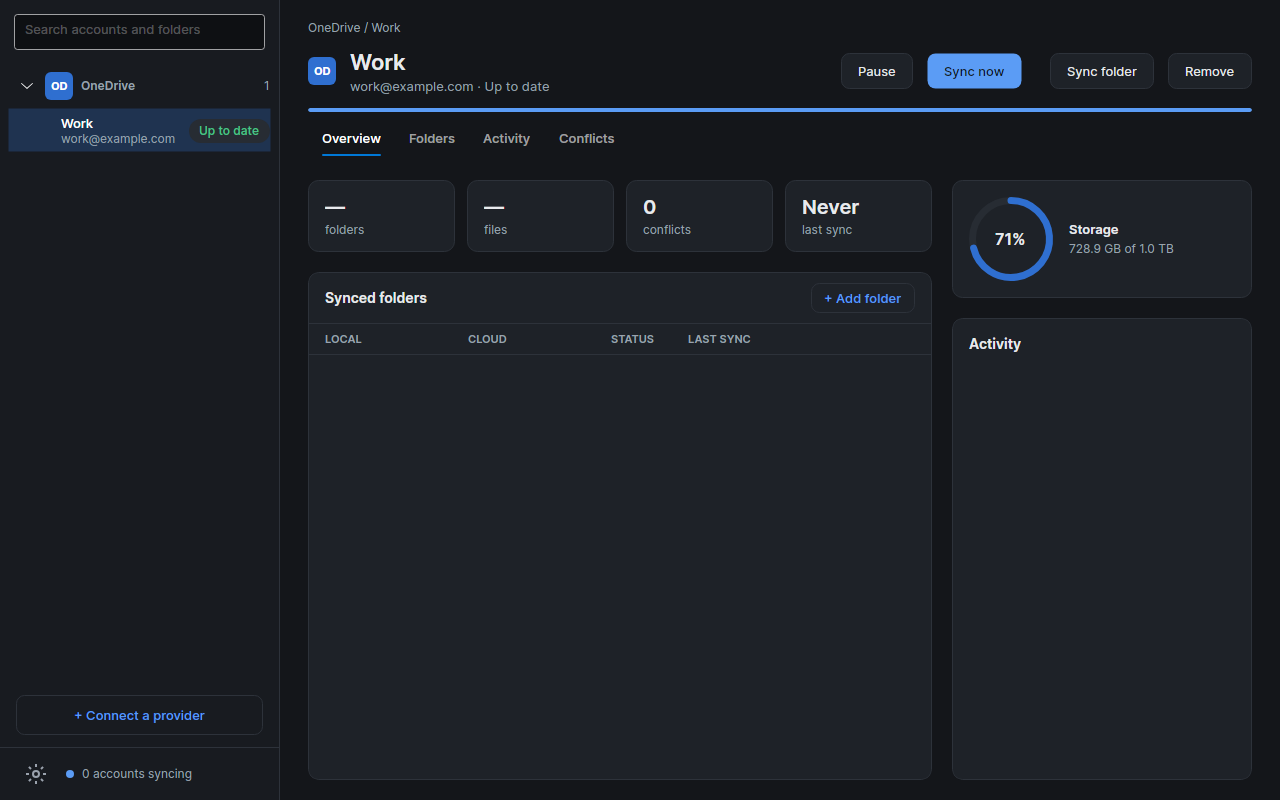 Search accounts and folders
OD OneDrive 1
Work
work@example.com
Up to date
+ Connect a provider
0 accounts syncing
OneDrive / Work
OD
Work
work@example.com · Up to date
Pause
Sync now
Sync folder
Remove
Overview Folders Activity Conflicts
—
folders
—
files
0
conflicts
Never
last sync
71%
Storage
728.9 GB of 1.0 TB
Synced folders
+ Add folder
LOCAL CLOUD STATUS LAST SYNC
Activity